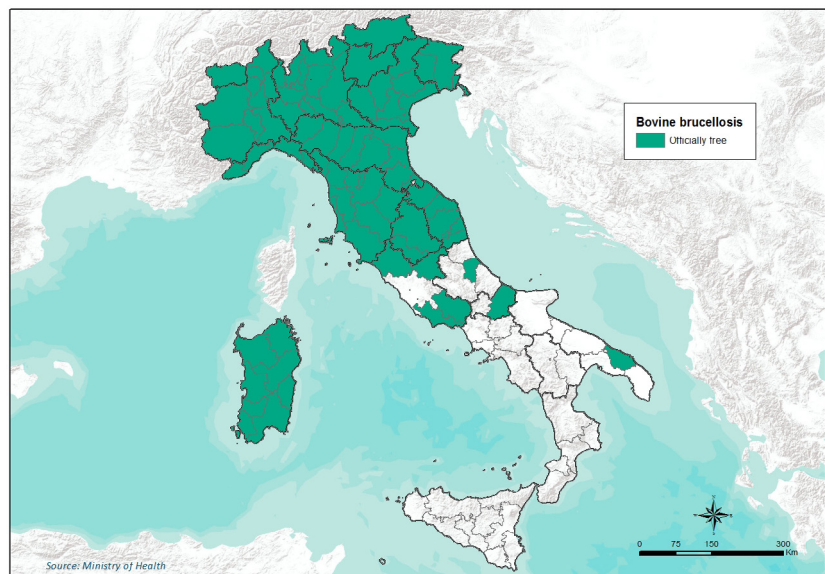 Bovine brucellosis
Officially free
0 75 150 300
Km
Source: Ministry of Health